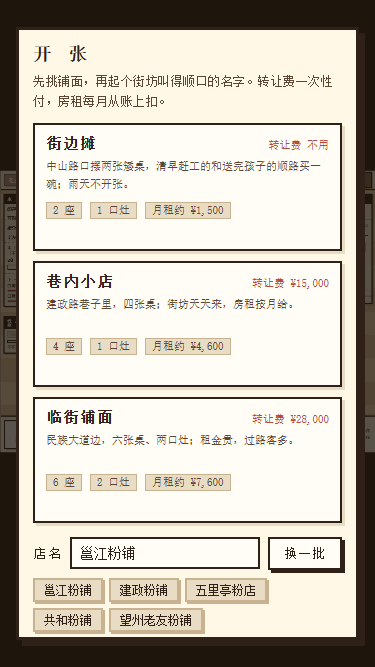 开 张
先挑铺面，再起个街坊叫得顺口的名字。转让费一次性
付，房租每月从账上扣。
街边摊 转让费 不用
中山路口摆两张矮桌，清早赶工的和送完孩子的顺路买一
碗；雨天不开张。
2 座 1 口灶 月租约 ¥1,500
巷内小店 转让费 ¥15,000
建政路巷子里，四张桌；街坊天天来，房租按月给。
4 座 1 口灶 月租约 ¥4,600
临街铺面 转让费 ¥28,000
民族大道边，六张桌、两口灶；租金贵，过路客多。
6 座 2 口灶 月租约 ¥7,600
店名 邕江粉铺 换一批
邕江粉铺 建政粉铺 五里亭粉店
共和粉铺 望州老友粉铺